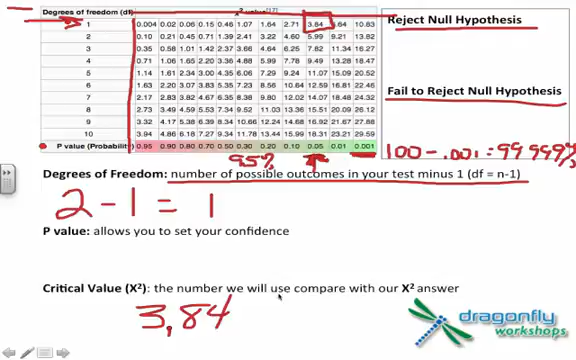 Degrees of freedom (df) χ² value[17]
1 0.004 0.02 0.06 0.15 0.46 1.07 1.64 2.71 3.84 6.64 10.83
2 0.10 0.21 0.45 0.71 1.39 2.41 3.22 4.60 5.99 9.21 13.82
3 0.35 0.58 1.01 1.42 2.37 3.66 4.64 6.25 7.82 11.34 16.27
4 0.71 1.06 1.65 2.20 3.36 4.88 5.99 7.78 9.49 13.28 18.47
5 1.14 1.61 2.34 3.00 4.35 6.06 7.29 9.24 11.07 15.09 20.52
6 1.63 2.20 3.07 3.83 5.35 7.23 8.56 10.64 12.59 16.81 22.46
7 2.17 2.83 3.82 4.67 6.35 8.38 9.80 12.02 14.07 18.48 24.32
8 2.73 3.49 4.59 5.53 7.34 9.52 11.03 13.36 15.51 20.09 26.12
9 3.32 4.17 5.38 6.39 8.34 10.66 12.24 14.68 16.92 21.67 27.88
10 3.94 4.86 6.18 7.27 9.34 11.78 13.44 15.99 18.31 23.21 29.59
P value (Probability) 0.95 0.90 0.80 0.70 0.50 0.30 0.20 0.10 0.05 0.01 0.001
95%
Reject Null Hypothesis
Fail to Reject Null Hypothesis
100 - .001 = 99.999%
Degrees of Freedom: number of possible outcomes in your test minus 1 (df = n-1)
2 - 1 = 1
P value: allows you to set your confidence
Critical Value (X²): the number we will use compare with our X² answer
3,84
dragonfly
workshops